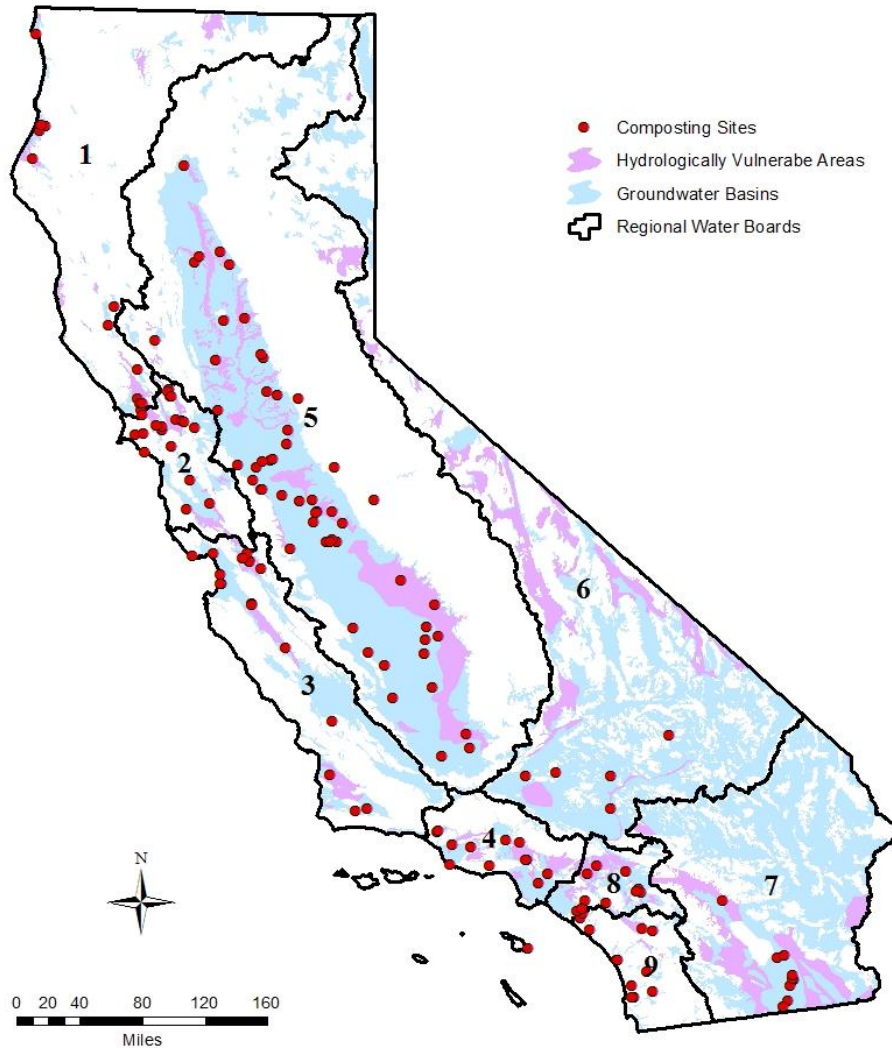 Composting Sites
Hydrologically Vulnerabe Areas
Groundwater Basins
Regional Water Boards
1
5
2
6
3
4
8
7
9
N
0 20 40 80 120 160
Miles